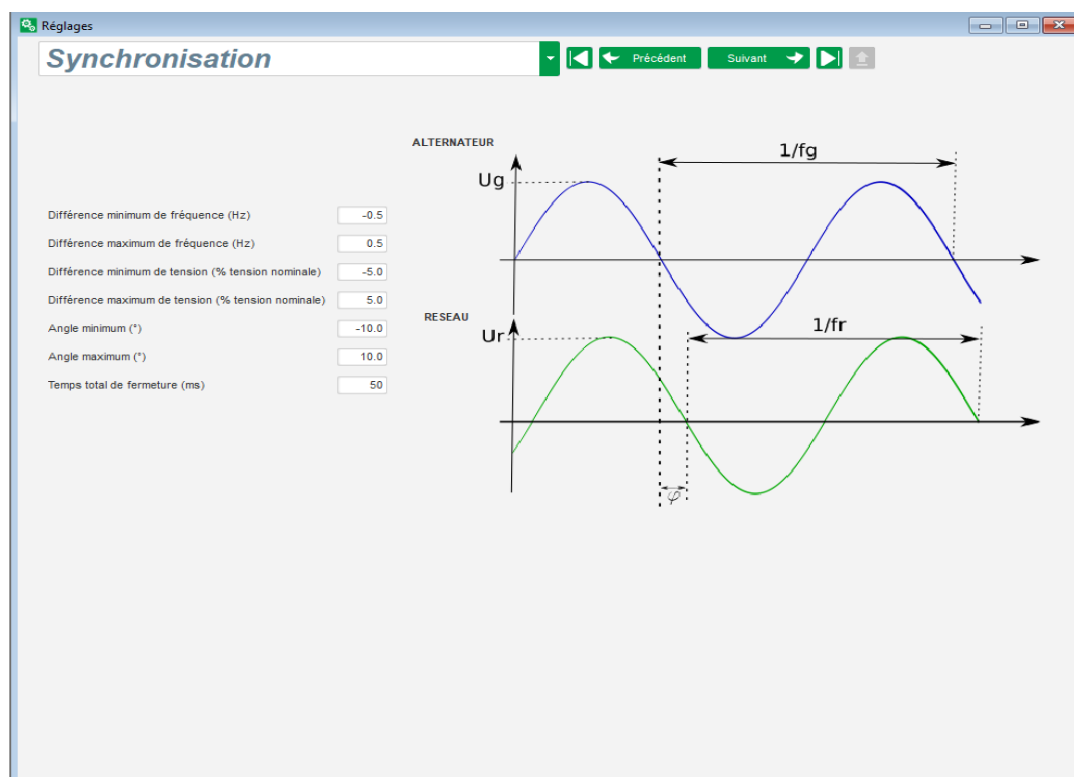 Réglages
Synchronisation
Précédent
Suivant
ALTERNATEUR
1/fg
Ug
Différence minimum de fréquence (Hz) -0.5
Différence maximum de fréquence (Hz) 0.5
Différence minimum de tension (% tension nominale) -5.0
Différence maximum de tension (% tension nominale) 5.0
RESEAU
1/fr
Ur
Angle minimum (°) -10.0
Angle maximum (°) 10.0
Temps total de fermeture (ms) 50
φ